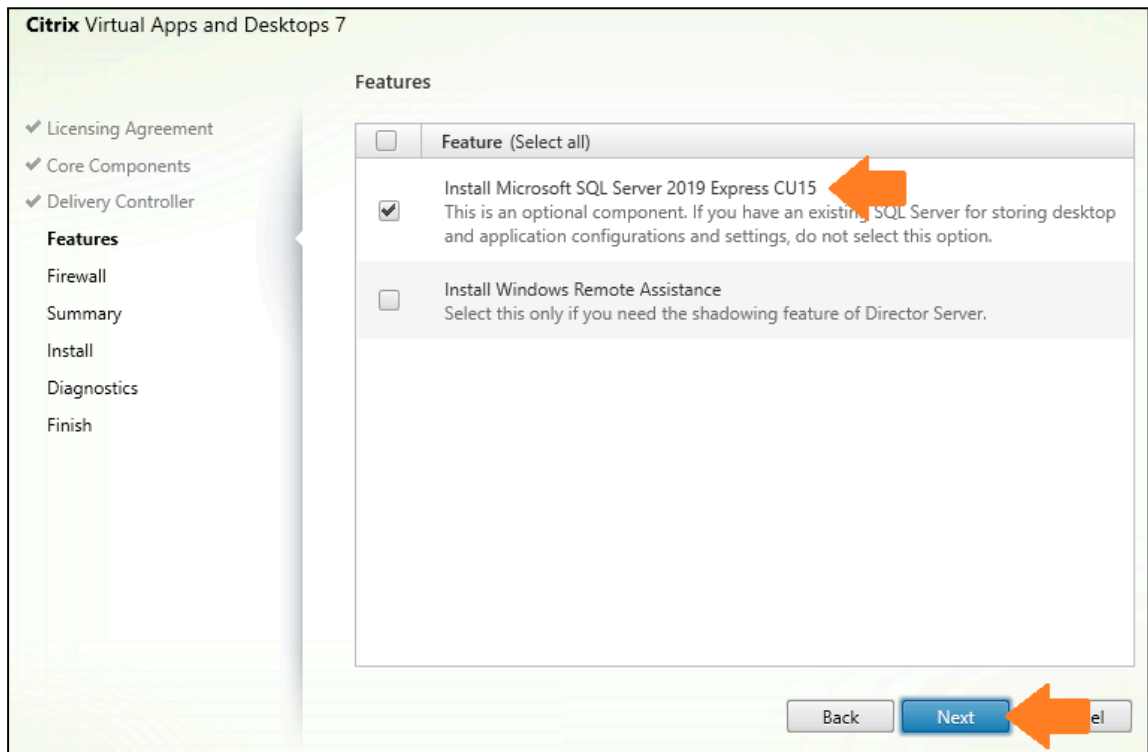 Citrix Virtual Apps and Desktops 7
Features
Licensing Agreement
Core Components
Delivery Controller
Features
Firewall
Summary
Install
Diagnostics
Finish
Feature (Select all)
Install Microsoft SQL Server 2019 Express CU15
This is an optional component. If you have an existing SQL Server for storing desktop
and application configurations and settings, do not select this option.
Install Windows Remote Assistance
Select this only if you need the shadowing feature of Director Server.
Back
Next